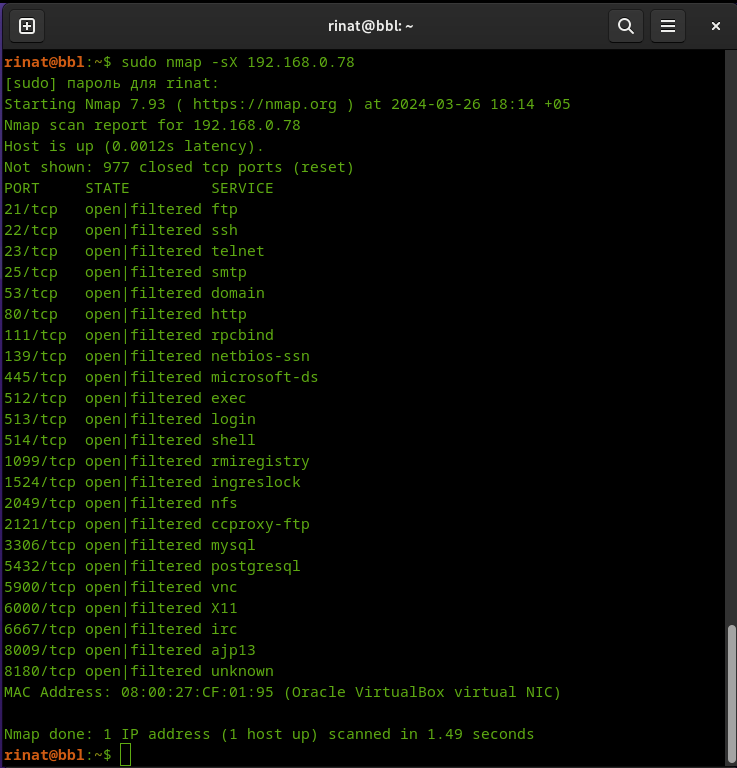 rinat@bbl: ~
rinat@bbl:~$ sudo nmap -sX 192.168.0.78
[sudo] пароль для rinat:
Starting Nmap 7.93 ( https://nmap.org ) at 2024-03-26 18:14 +05
Nmap scan report for 192.168.0.78
Host is up (0.0012s latency).
Not shown: 977 closed tcp ports (reset)
PORT     STATE         SERVICE
21/tcp   open|filtered ftp
22/tcp   open|filtered ssh
23/tcp   open|filtered telnet
25/tcp   open|filtered smtp
53/tcp   open|filtered domain
80/tcp   open|filtered http
111/tcp  open|filtered rpcbind
139/tcp  open|filtered netbios-ssn
445/tcp  open|filtered microsoft-ds
512/tcp  open|filtered exec
513/tcp  open|filtered login
514/tcp  open|filtered shell
1099/tcp open|filtered rmiregistry
1524/tcp open|filtered ingreslock
2049/tcp open|filtered nfs
2121/tcp open|filtered ccproxy-ftp
3306/tcp open|filtered mysql
5432/tcp open|filtered postgresql
5900/tcp open|filtered vnc
6000/tcp open|filtered X11
6667/tcp open|filtered irc
8009/tcp open|filtered ajp13
8180/tcp open|filtered unknown
MAC Address: 08:00:27:CF:01:95 (Oracle VirtualBox virtual NIC)
Nmap done: 1 IP address (1 host up) scanned in 1.49 seconds
rinat@bbl:~$